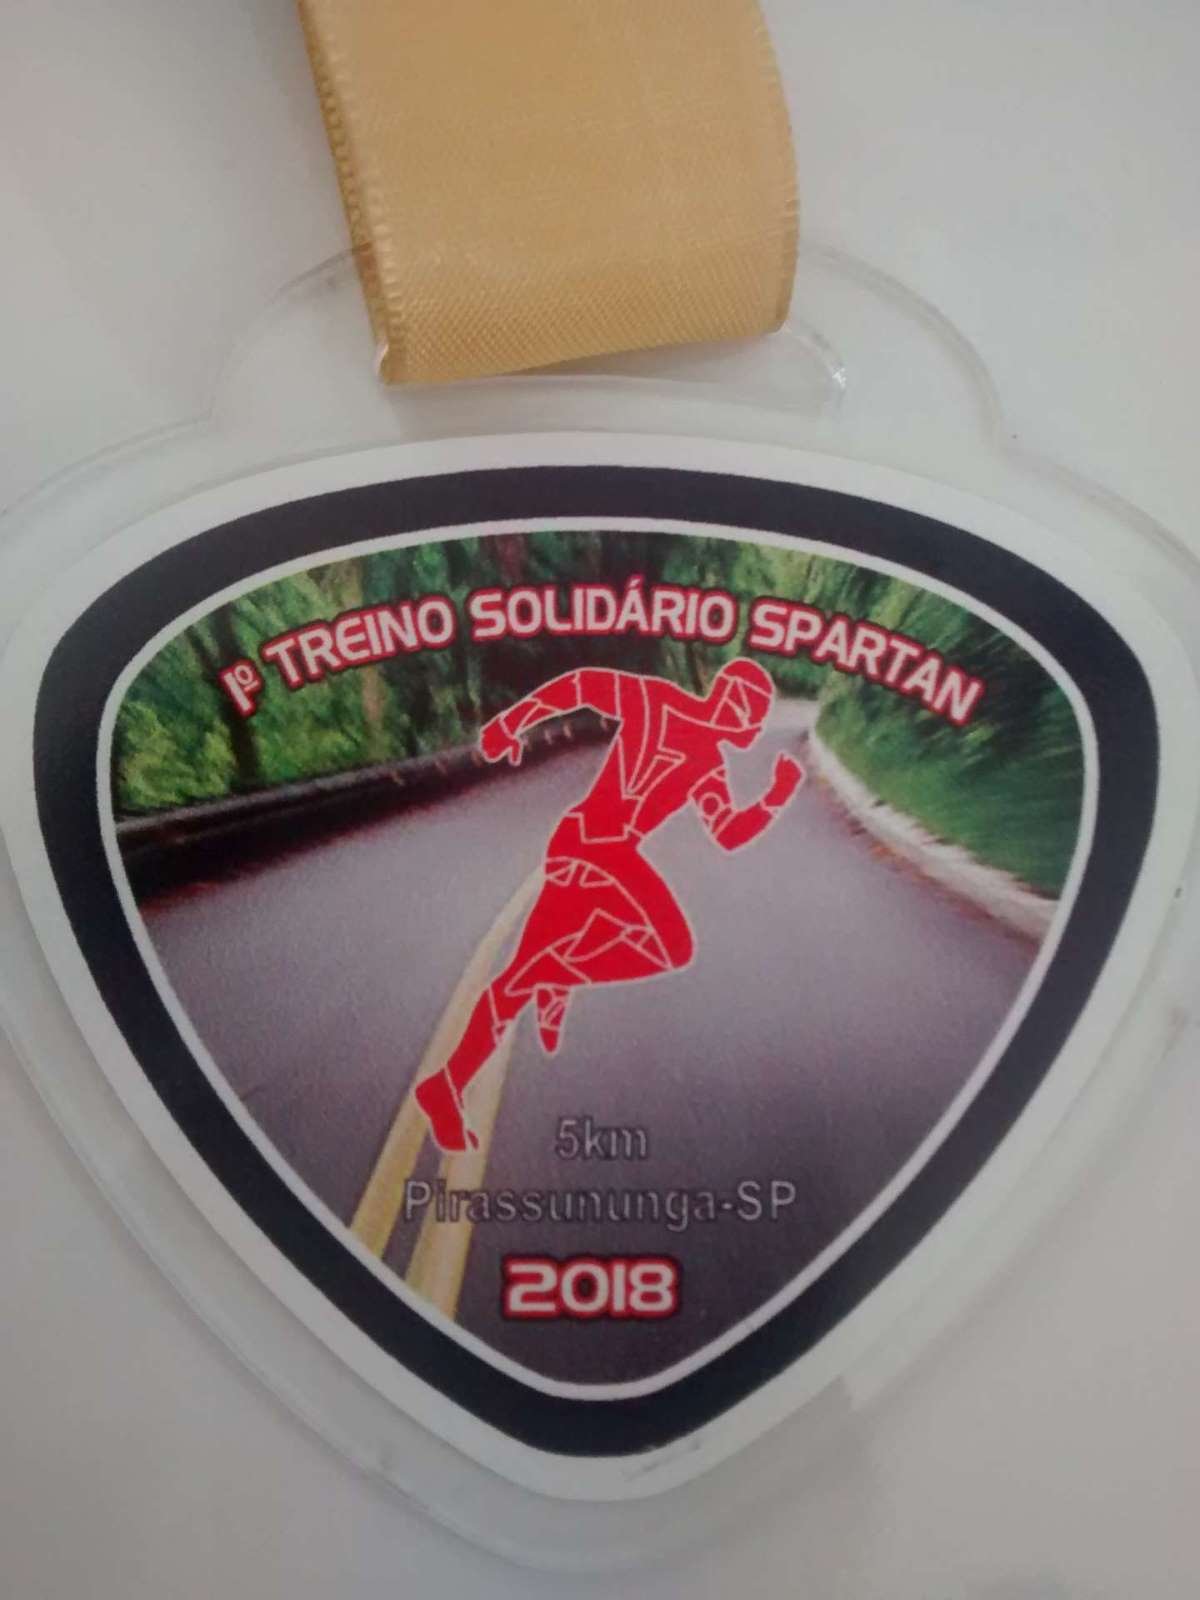 1º TREINO SOLIDÁRIO SPARTAN
5km
Pirassununga-SP
2018